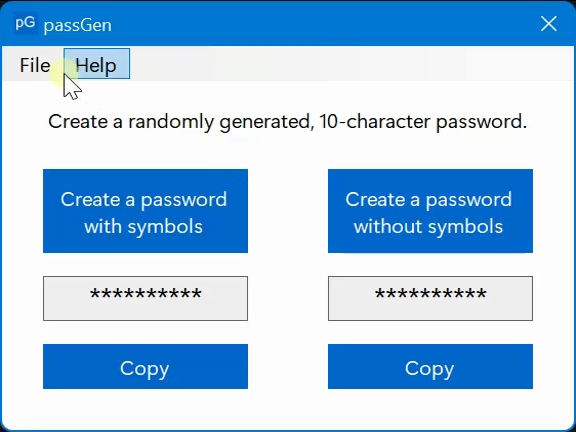 pG passGen
File Help
Create a randomly generated, 10-character password.
Create a password
with symbols
Create a password
without symbols
**********
**********
Copy
Copy